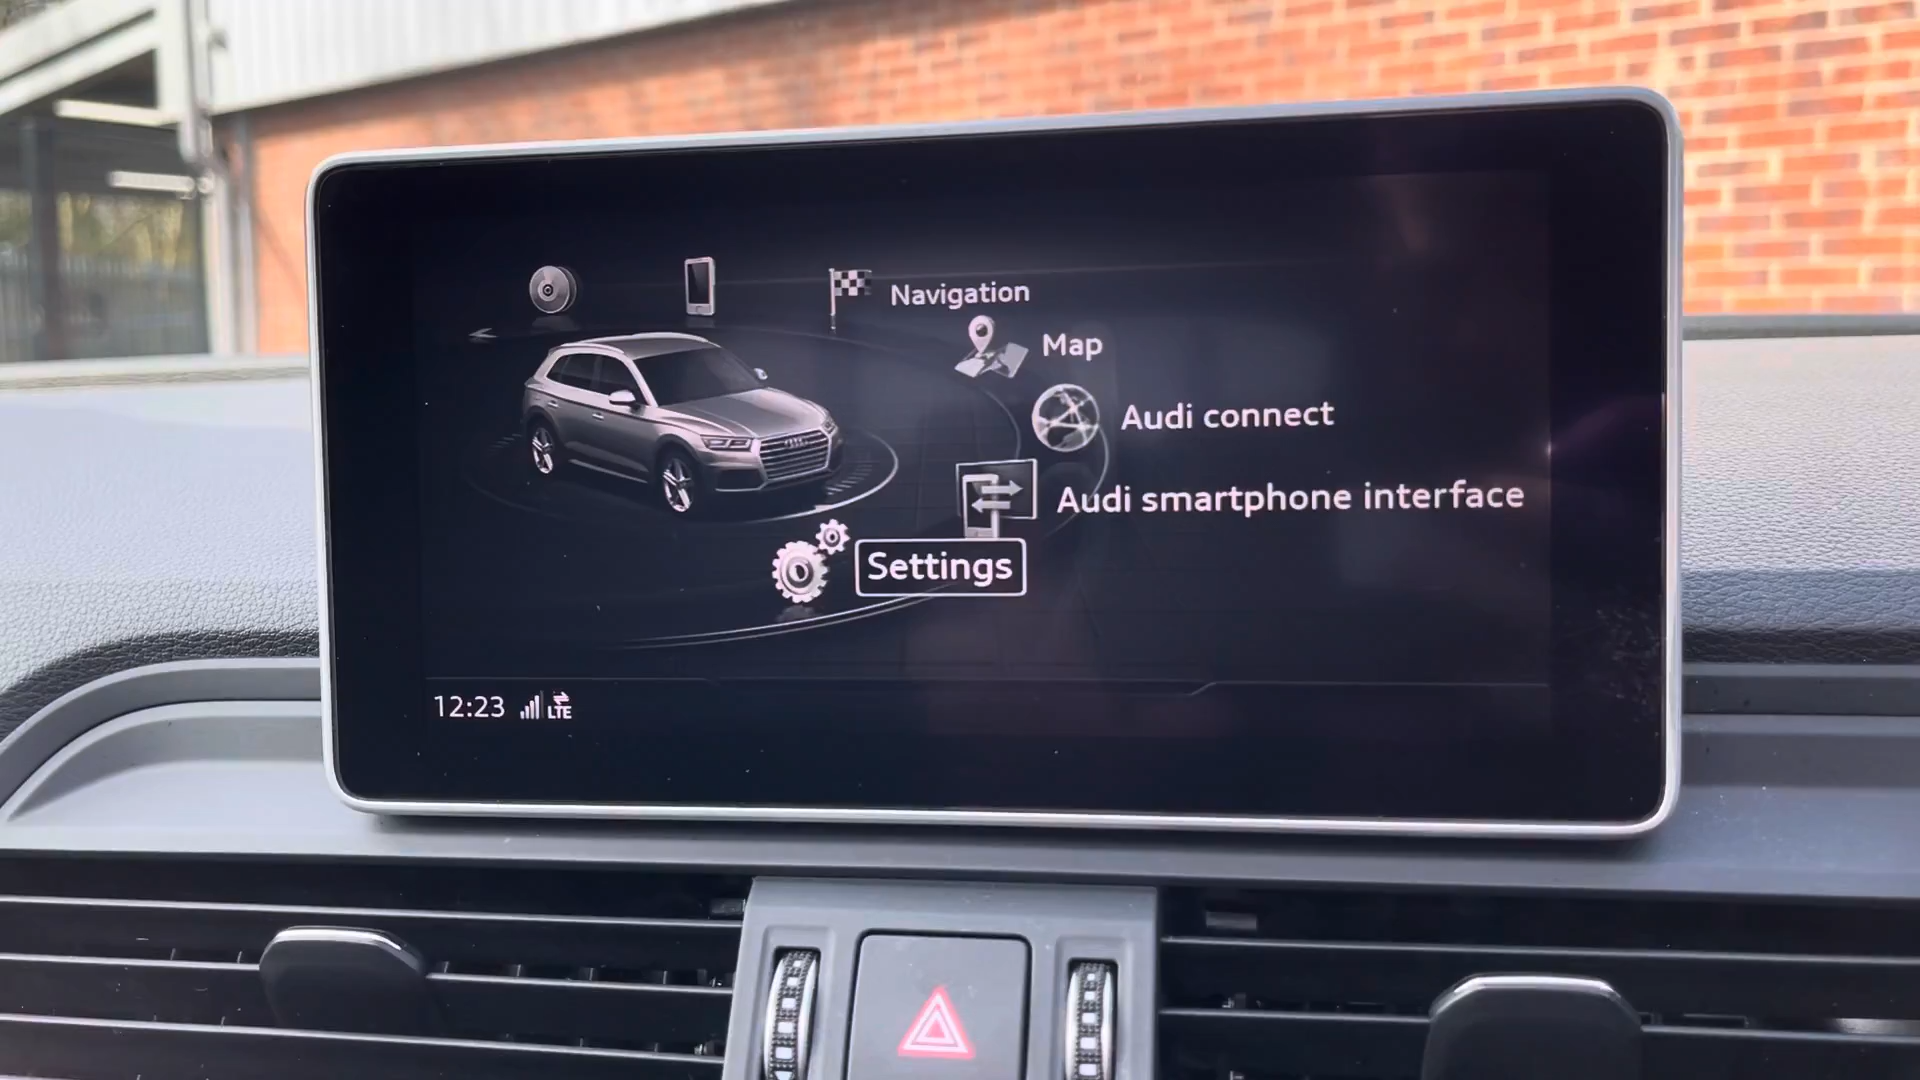 Navigation
Map
Audi connect
Audi smartphone interface
Settings
12:23 LTE